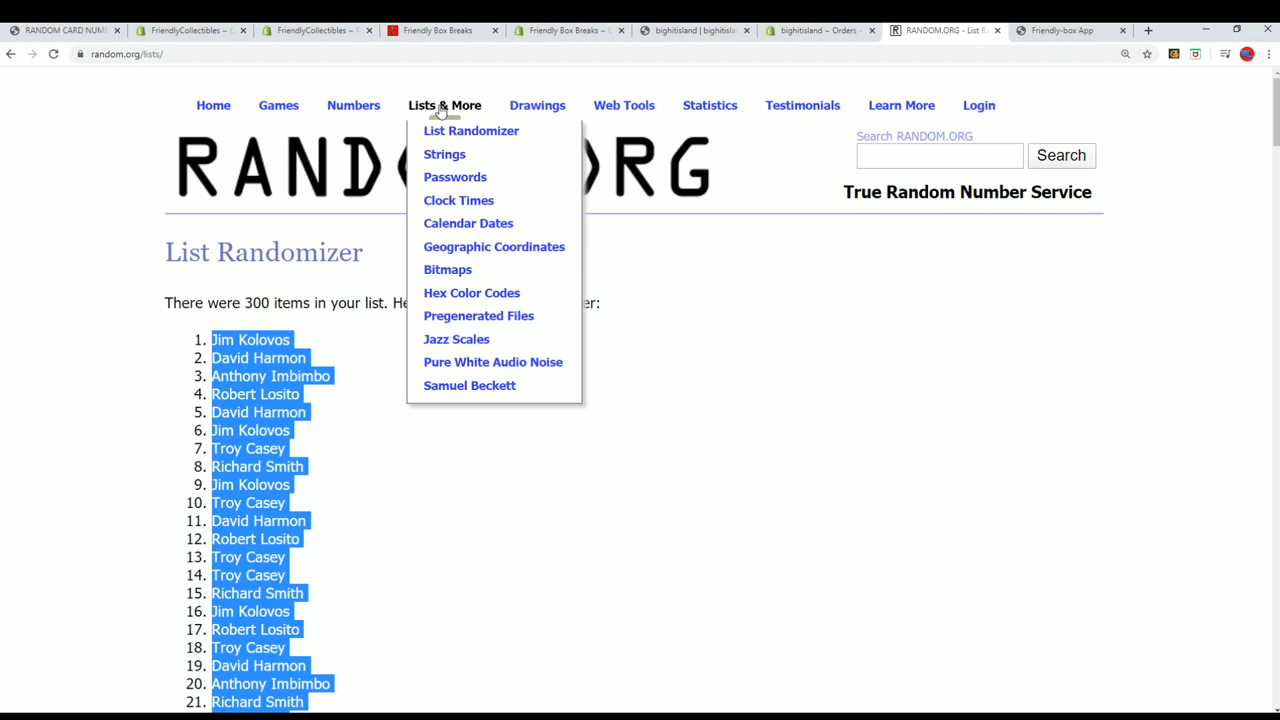 RANDOM CARD NUM
FriendlyCollectibles ~
FriendlyCollectibles ~
Friendly Box Breaks
Friendly Box Breaks ~
bighitisland | bighitisland
bighitisland ~ Orders
RANDOM.ORG - List
Friendly-box App
random.org/lists/
Home Games Numbers Lists & More Drawings Web Tools Statistics Testimonials Learn More Login
List Randomizer
Strings
Passwords
Clock Times
Calendar Dates
Geographic Coordinates
Bitmaps
Hex Color Codes
Pregenerated Files
Jazz Scales
Pure White Audio Noise
Samuel Beckett
RAND RG
Search RANDOM.ORG
Search
True Random Number Service
List Randomizer
There were 300 items in your list. He er:
1. Jim Kolovos
2. David Harmon
3. Anthony Imbimbo
4. Robert Losito
5. David Harmon
6. Jim Kolovos
7. Troy Casey
8. Richard Smith
9. Jim Kolovos
10. Troy Casey
11. David Harmon
12. Robert Losito
13. Troy Casey
14. Troy Casey
15. Richard Smith
16. Jim Kolovos
17. Robert Losito
18. Troy Casey
19. David Harmon
20. Anthony Imbimbo
21. Richard Smith